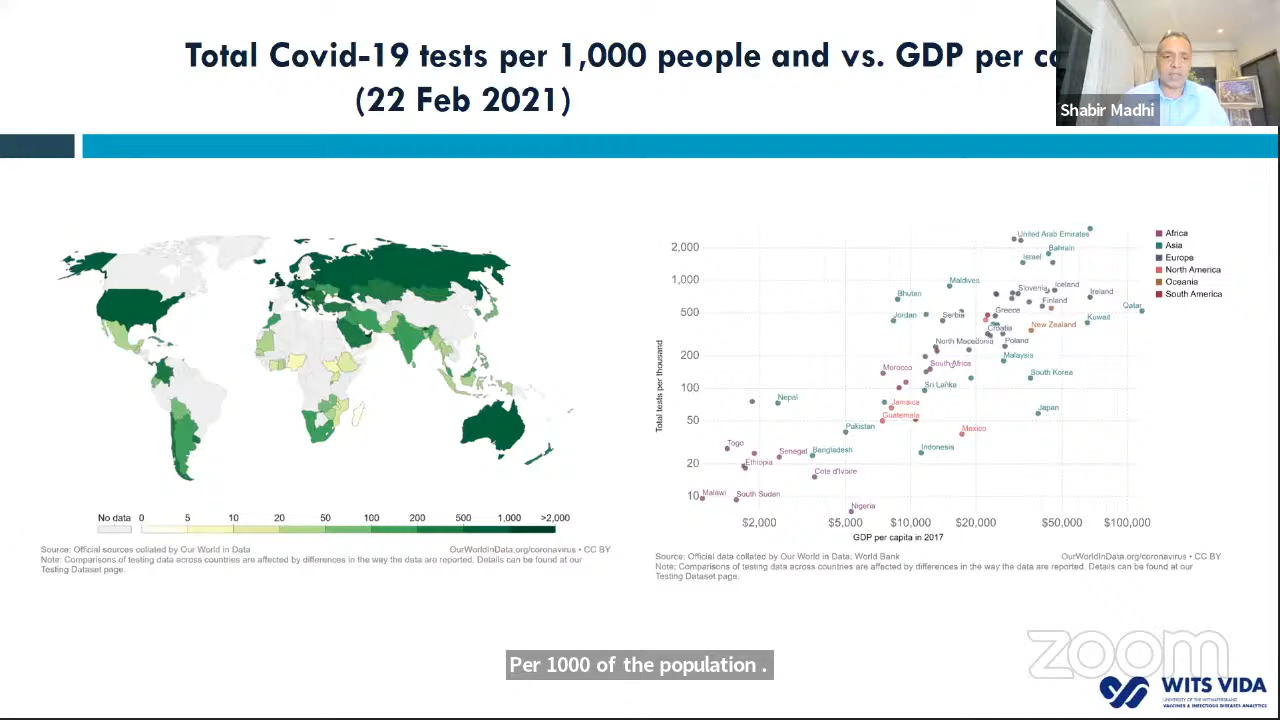 Total Covid-19 tests per 1,000 people and vs. GDP per ca
(22 Feb 2021)
Shabir Madhi
No data 0 5 10 20 50 100 200 500 1,000 >2,000
Source: Official sources collated by Our World in Data
OurWorldInData.org/coronavirus • CC BY
Note: Comparisons of testing data across countries are affected by differences in the way the data are reported. Details can be found at our
Testing Dataset page.
Total tests per thousand
2,000
1,000
500
200
100
50
20
10
United Arab Emirates
Bahrain
Israel
Maldives
Iceland
Slovenia
Ireland
Bhutan
Finland
Qatar
Greece
Jordan
Serbia
Kuwait
New Zealand
Croatia
North Macedonia
Poland
Malaysia
South Africa
Morocco
South Korea
Sri Lanka
Nepal
Jamaica
Japan
Guatemala
Pakistan
Mexico
Togo
Senegal
Bangladesh
Indonesia
Ethiopia
Cote d'Ivoire
Malawi
South Sudan
Nigeria
$2,000 $5,000 $10,000 $20,000 $50,000 $100,000
GDP per capita in 2017
Africa
Asia
Europe
North America
Oceania
South America
Source: Official data collated by Our World in Data; World Bank
OurWorldInData.org/coronavirus • CC BY
Note: Comparisons of testing data across countries are affected by differences in the way the data are reported. Details can be found at our
Testing Dataset page.
Per 1000 of the population .
zoom
WITS VIDA
UNIVERSITY OF THE WITWATERSRAND
VACCINES & INFECTIOUS DISEASES ANALYTICS